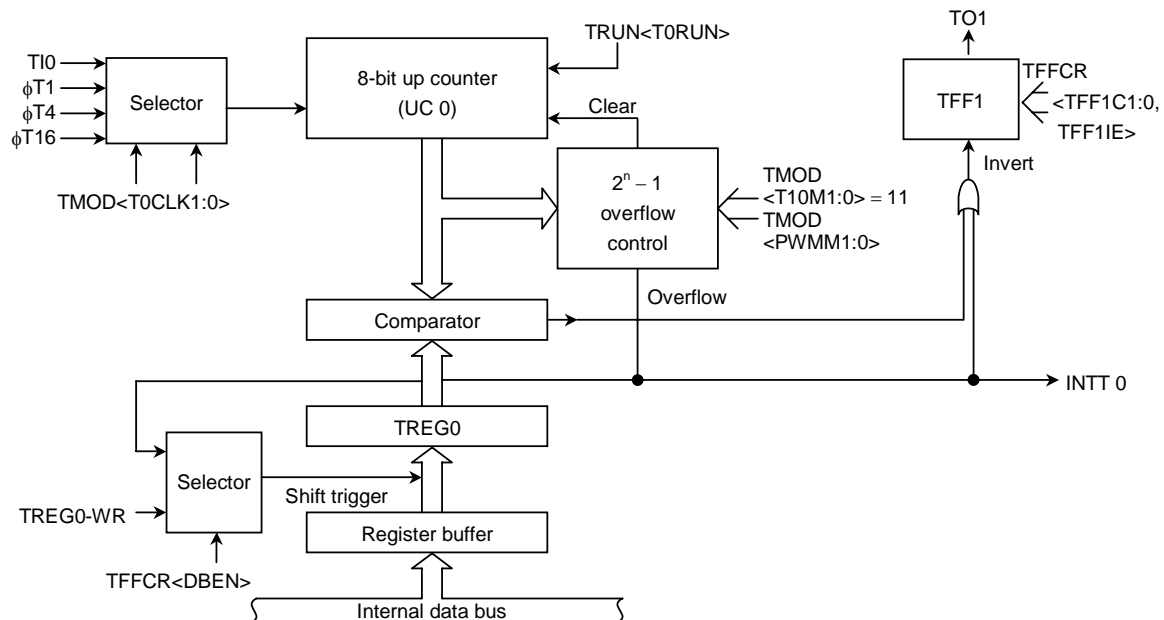 TO1
TRUN<T0RUN>
TI0
ϕT1
ϕT4
ϕT16
Selector
8-bit up counter
(UC 0)
TFF1
TFFCR
<TFF1C1:0,
TFF1IE>
Clear
Invert
TMOD<T0CLK1:0>
2ⁿ − 1
overflow
control
TMOD
<T10M1:0> = 11
TMOD
<PWMM1:0>
Overflow
Comparator
INTT 0
TREG0
Selector
Shift trigger
TREG0-WR
Register buffer
TFFCR<DBEN>
Internal data bus